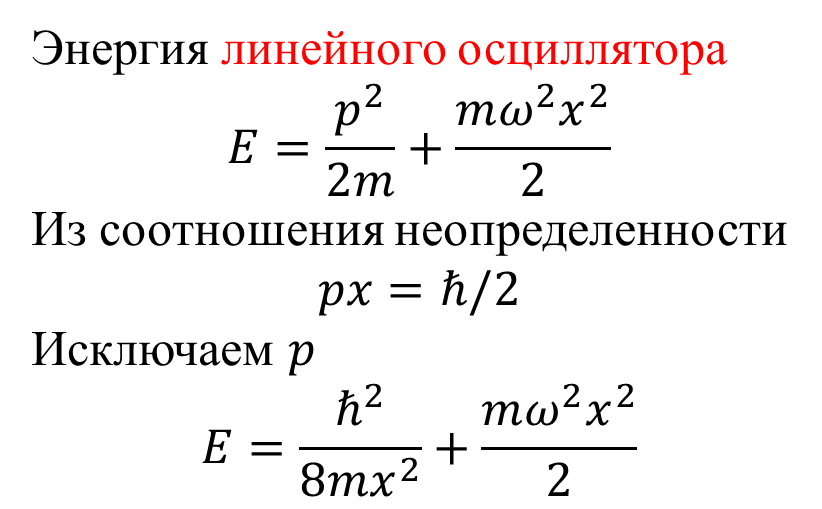 Энергия линейного осциллятора
E = p²/2m + mω²x²/2
Из соотношения неопределенности
px = ℏ/2
Исключаем p
E = ℏ²/8mx² + mω²x²/2